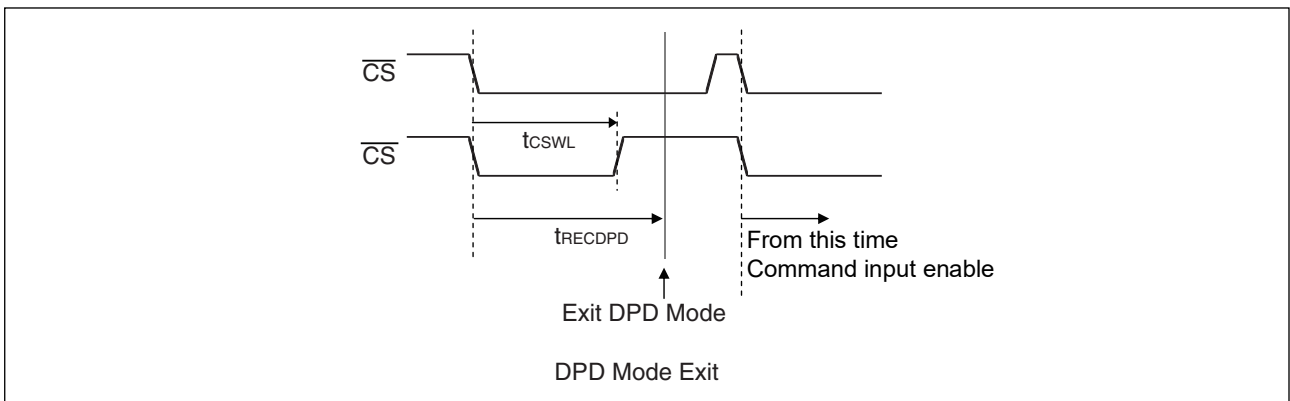 CS
tCSWL
CS
tRECDPD
From this time
Command input enable
Exit DPD Mode
DPD Mode Exit